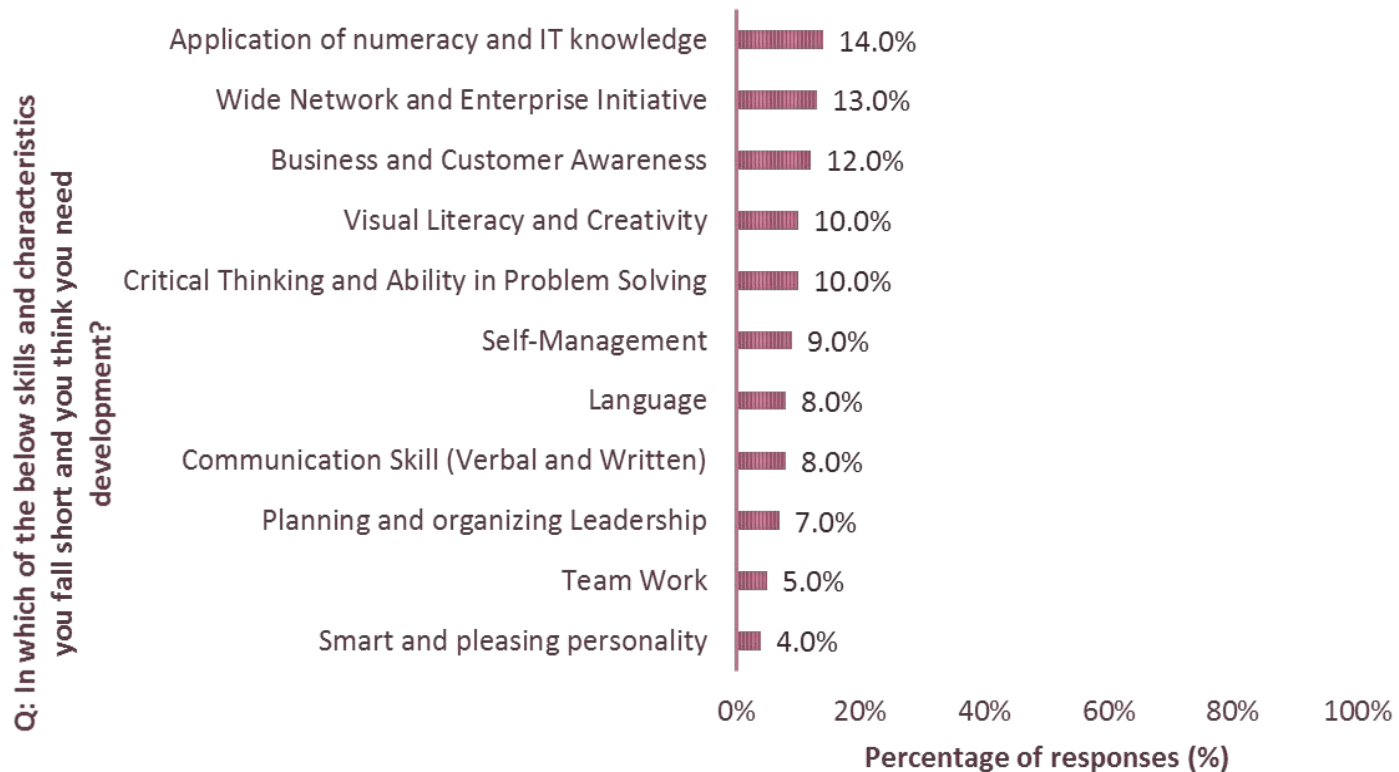 Q: In which of the below skills and characteristics
you fall short and you think you need
development?
Application of numeracy and IT knowledge 14.0%
Wide Network and Enterprise Initiative 13.0%
Business and Customer Awareness 12.0%
Visual Literacy and Creativity 10.0%
Critical Thinking and Ability in Problem Solving 10.0%
Self-Management 9.0%
Language 8.0%
Communication Skill (Verbal and Written) 8.0%
Planning and organizing Leadership 7.0%
Team Work 5.0%
Smart and pleasing personality 4.0%
0% 20% 40% 60% 80% 100%
Percentage of responses (%)